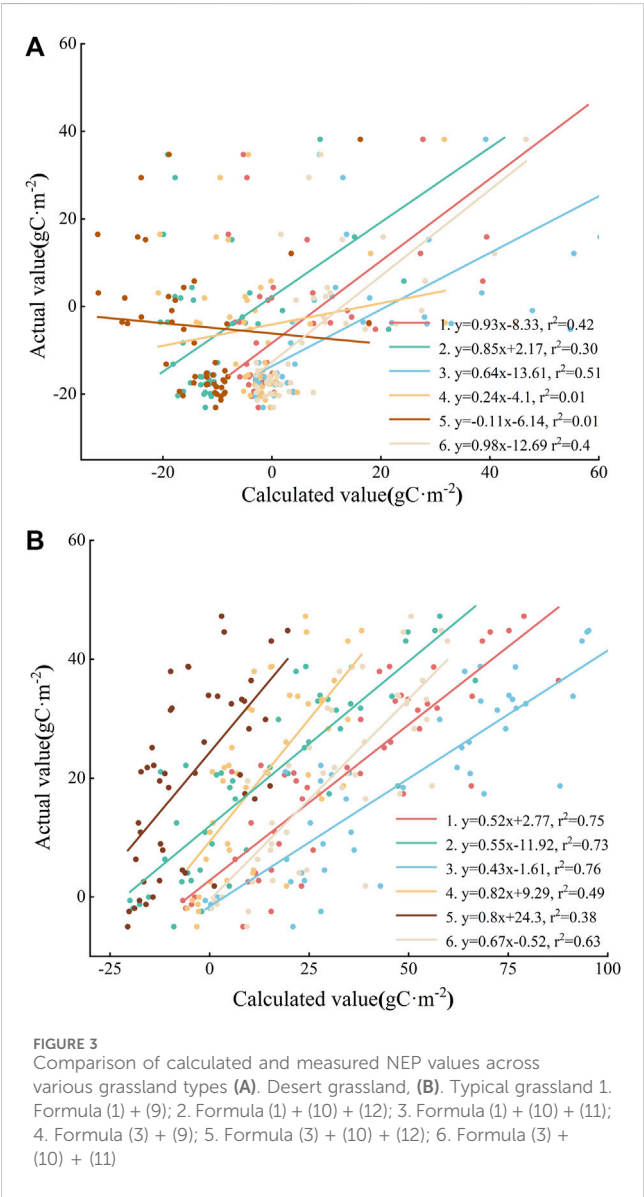 A
60
40
20
0
-20
Actual value(gC·m⁻²)
1. y=0.93x-8.33, r²=0.42
2. y=0.85x+2.17, r²=0.30
3. y=0.64x-13.61, r²=0.51
4. y=0.24x-4.1, r²=0.01
5. y=-0.11x-6.14, r²=0.01
6. y=0.98x-12.69 r²=0.4
-20 0 20 40 60
Calculated value(gC·m⁻²)
B
60
40
20
0
Actual value(gC·m⁻²)
1. y=0.52x+2.77, r²=0.75
2. y=0.55x-11.92, r²=0.73
3. y=0.43x-1.61, r²=0.76
4. y=0.82x+9.29, r²=0.49
5. y=0.8x+24.3, r²=0.38
6. y=0.67x-0.52, r²=0.63
-25 0 25 50 75 100
Calculated value(gC·m⁻²)
FIGURE 3
Comparison of calculated and measured NEP values across
various grassland types (A). Desert grassland, (B). Typical grassland 1.
Formula (1) + (9); 2. Formula (1) + (10) + (12); 3. Formula (1) + (10) + (11);
4. Formula (3) + (9); 5. Formula (3) + (10) + (12); 6. Formula (3) +
(10) + (11)